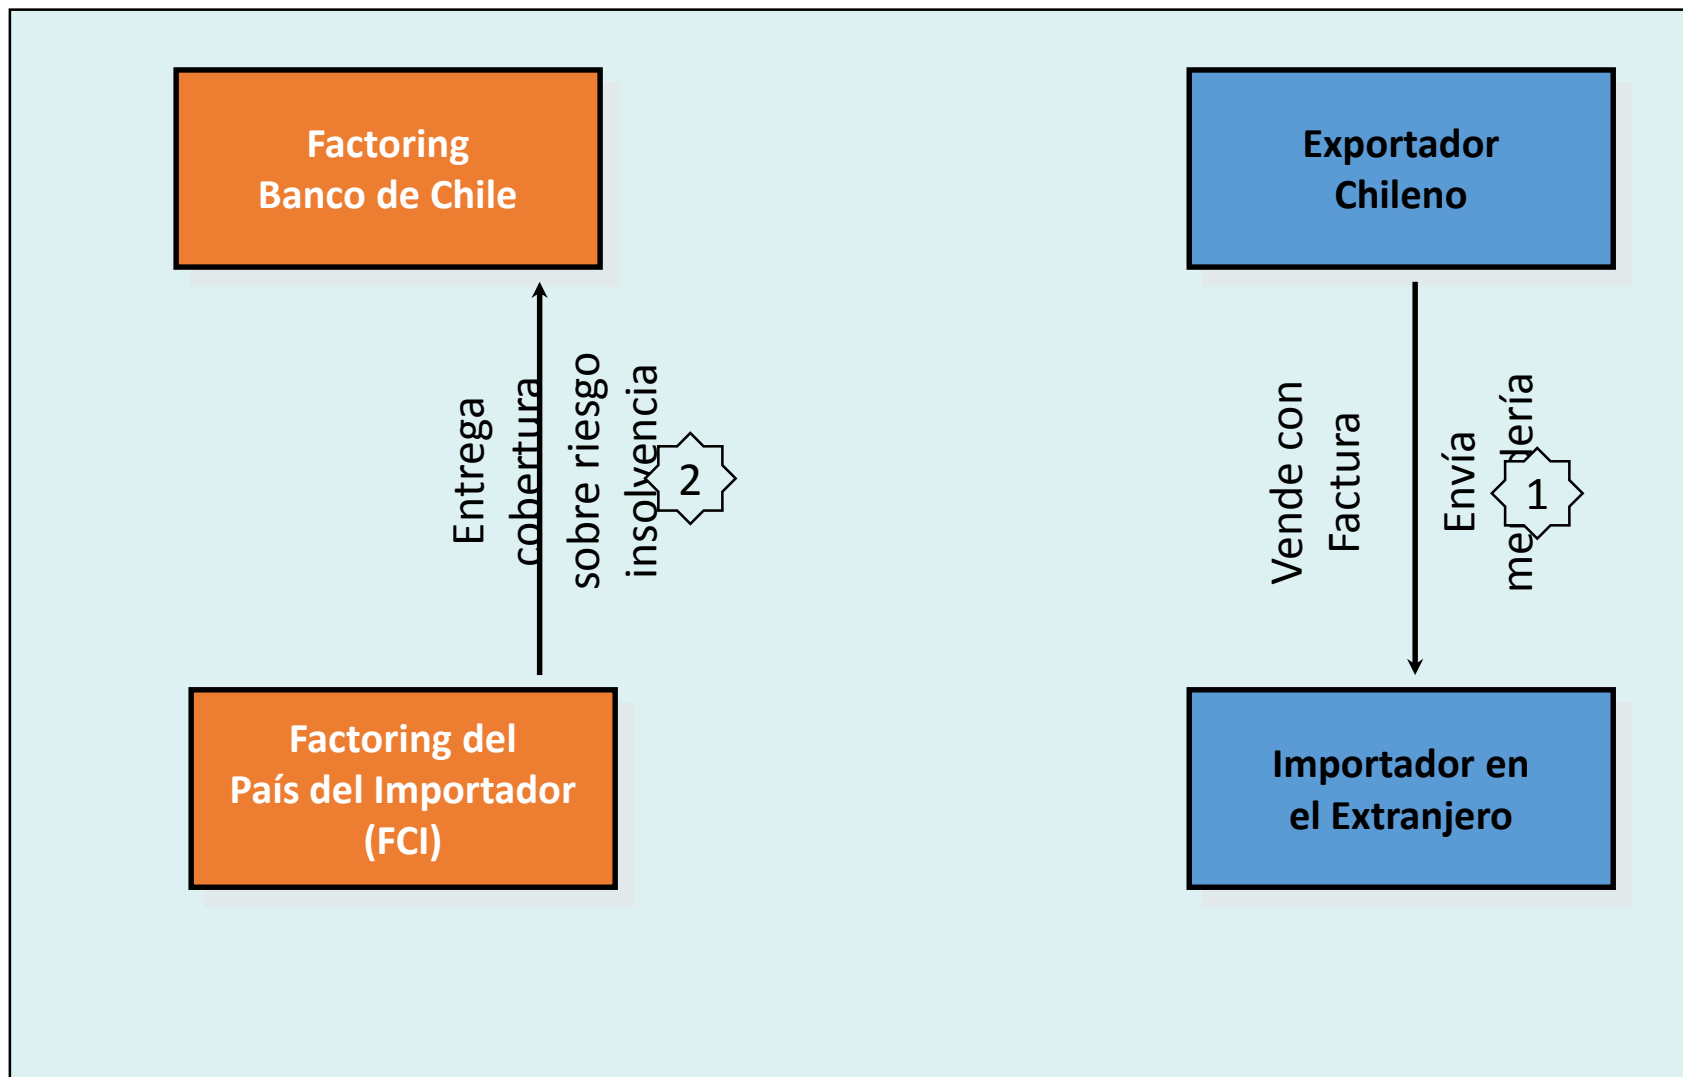 Factoring
Banco de Chile
Exportador
Chileno
Entrega
cobertura
sobre riesgo
insolvencia
2
Vende con
Factura
Envía
1
Factoring del
País del Importador
(FCI)
Importador en
el Extranjero